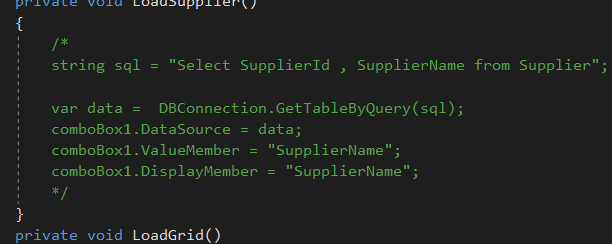 private void LoadSupplier()
{
/*
string sql = "Select SupplierId , SupplierName from Supplier";
var data =  DBConnection.GetTableByQuery(sql);
comboBox1.DataSource = data;
comboBox1.ValueMember = "SupplierName";
comboBox1.DisplayMember = "SupplierName";
*/
}
private void LoadGrid()